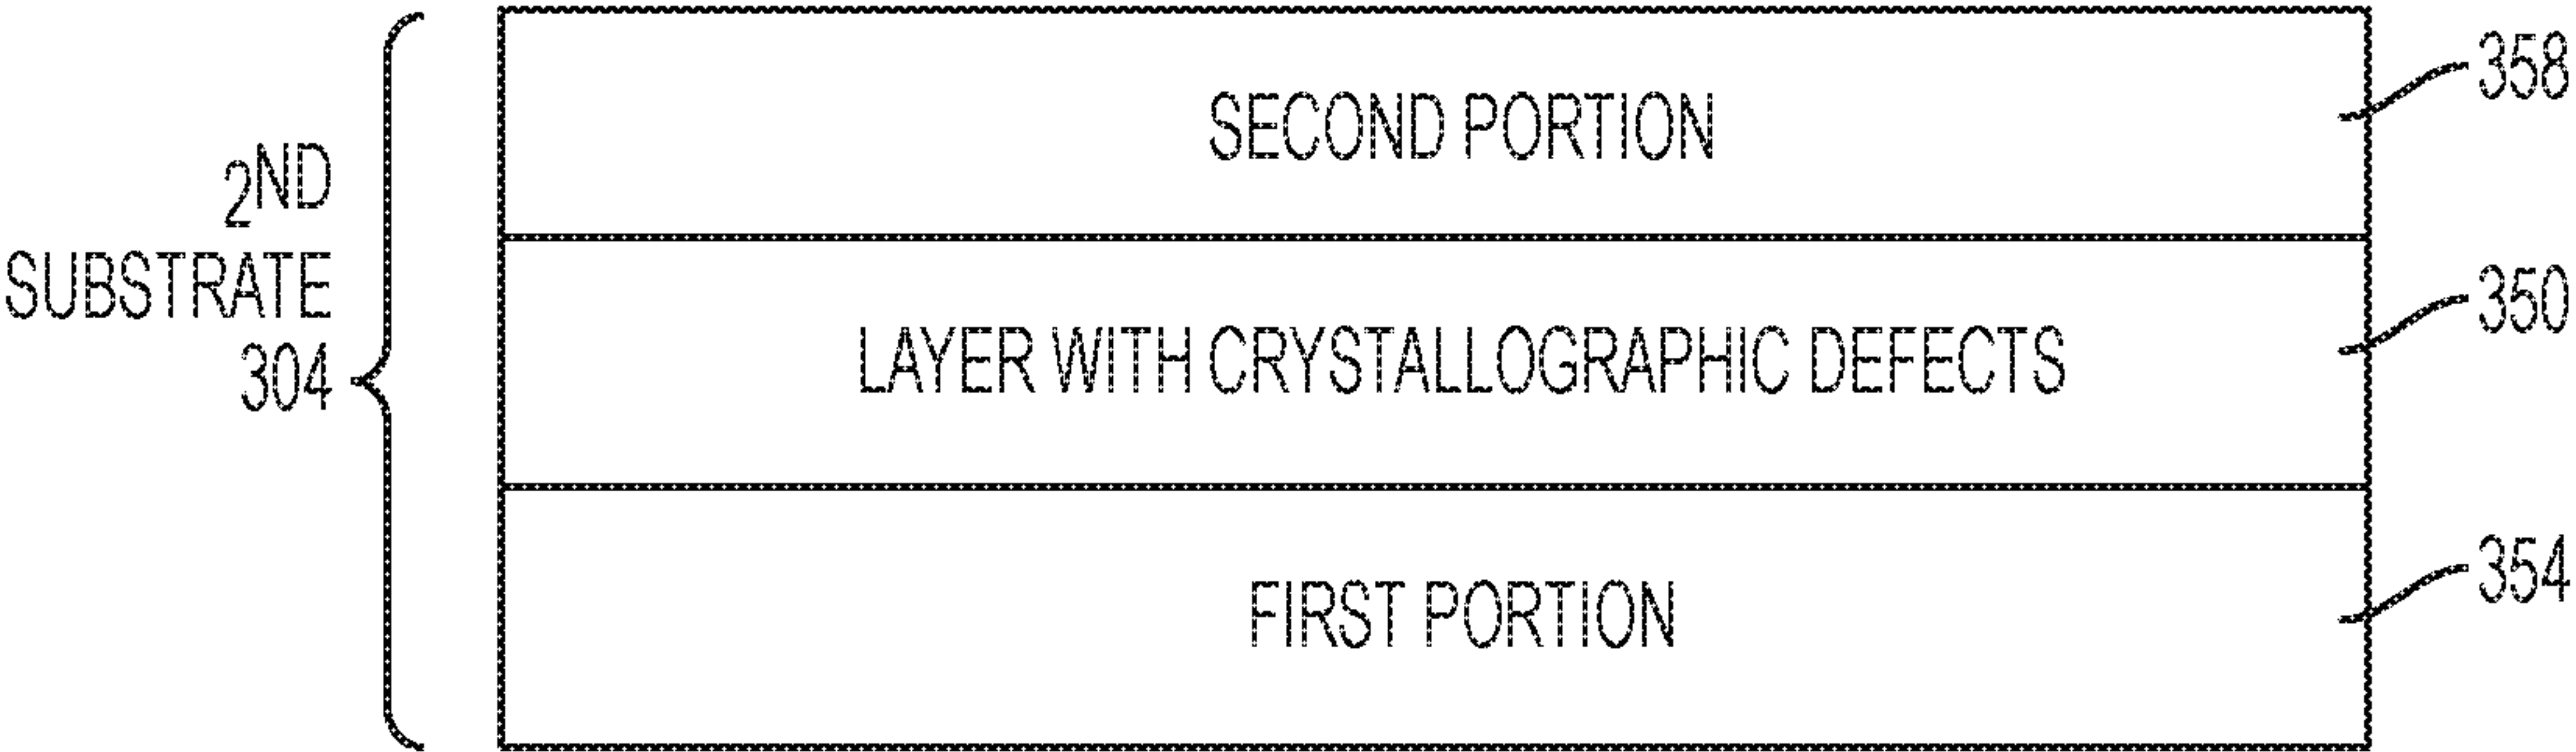 SECOND PORTION
358
2ND
SUBSTRATE
304
LAYER WITH CRYSTALLOGRAPHIC DEFECTS
350
FIRST PORTION
354